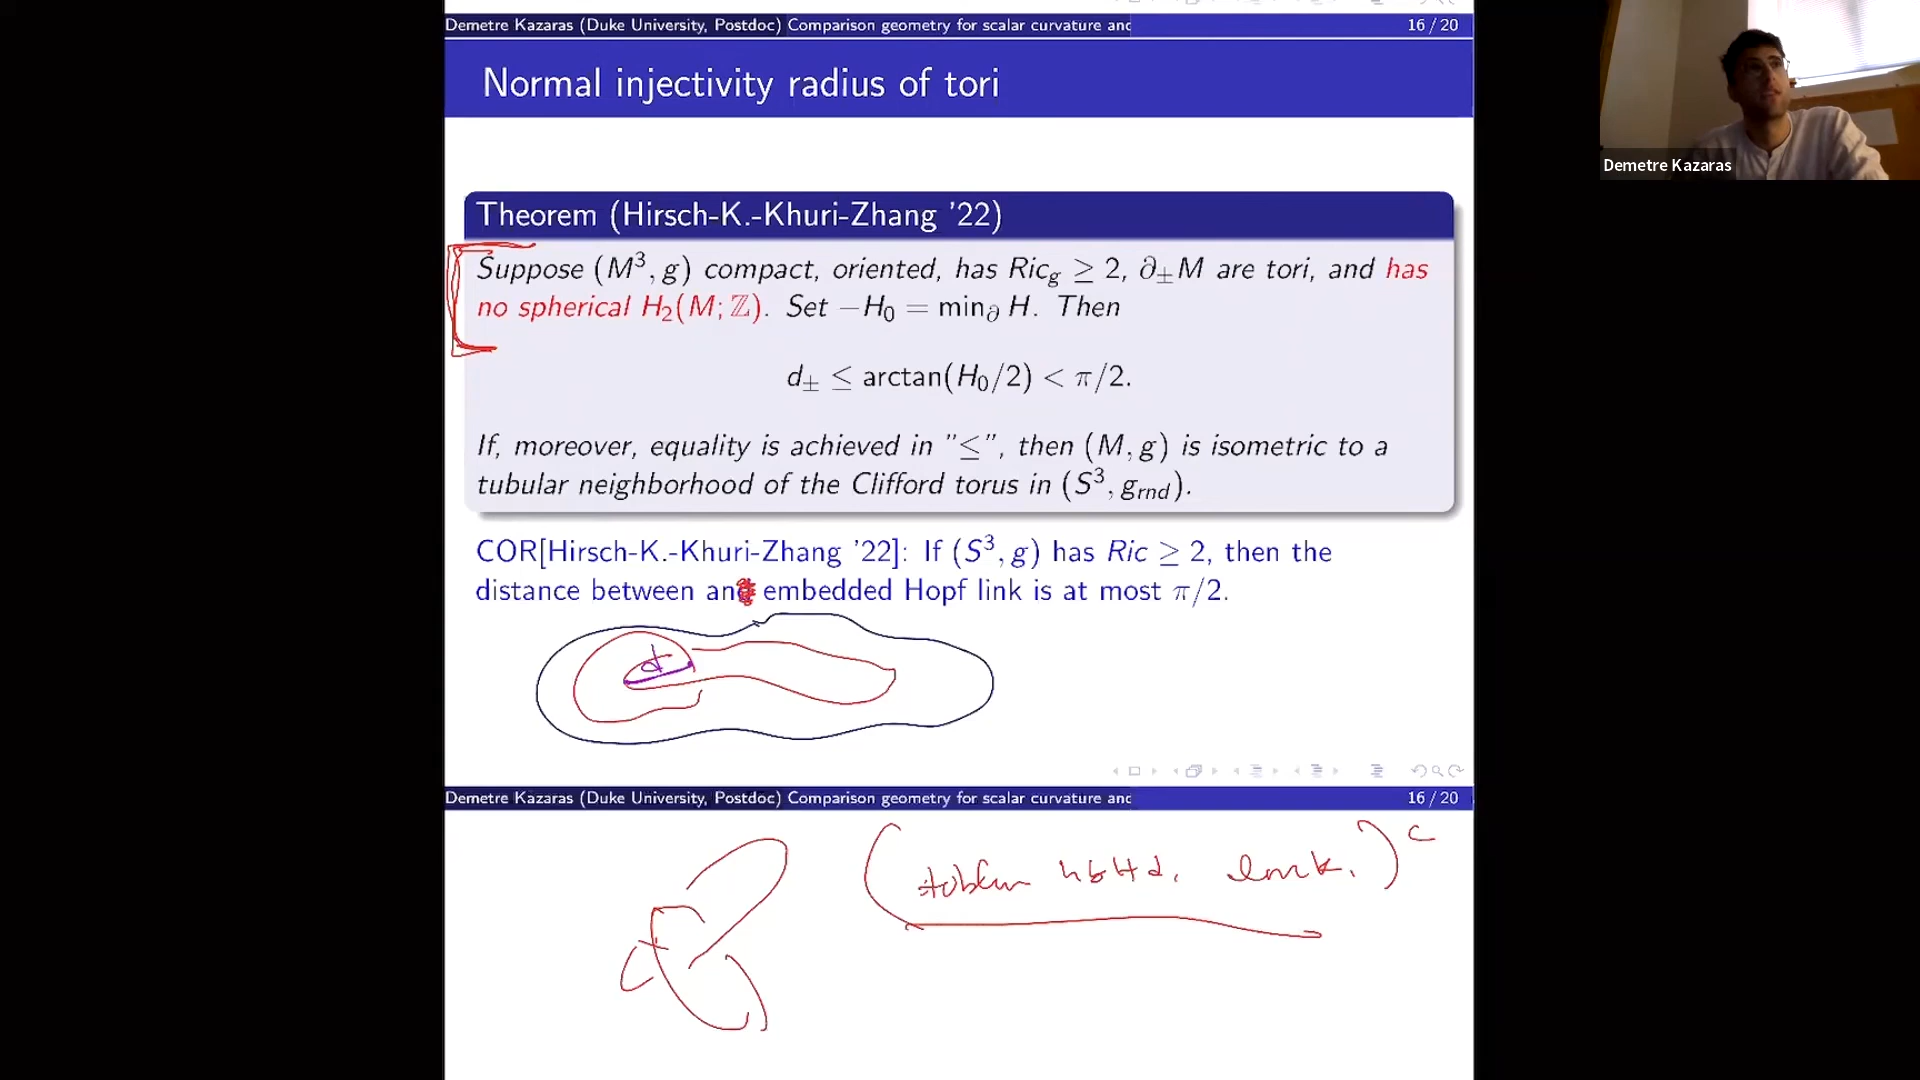 Demetre Kazaras (Duke University, Postdoc) Comparison geometry for scalar curvature and 16 / 20
Normal injectivity radius of tori
Theorem (Hirsch-K.-Khuri-Zhang '22)
Suppose (M³, g) compact, oriented, has Ric_g ≥ 2, ∂±M are tori, and has
no spherical H₂(M; ℤ). Set −H₀ = min_∂ H. Then
d± ≤ arctan(H₀/2) < π/2.
If, moreover, equality is achieved in "≤", then (M, g) is isometric to a
tubular neighborhood of the Clifford torus in (S³, g_rnd).
COR[Hirsch-K.-Khuri-Zhang '22]: If (S³, g) has Ric ≥ 2, then the
distance between an embedded Hopf link is at most π/2.
d
Demetre Kazaras (Duke University, Postdoc) Comparison geometry for scalar curvature and 16 / 20
Demetre Kazaras